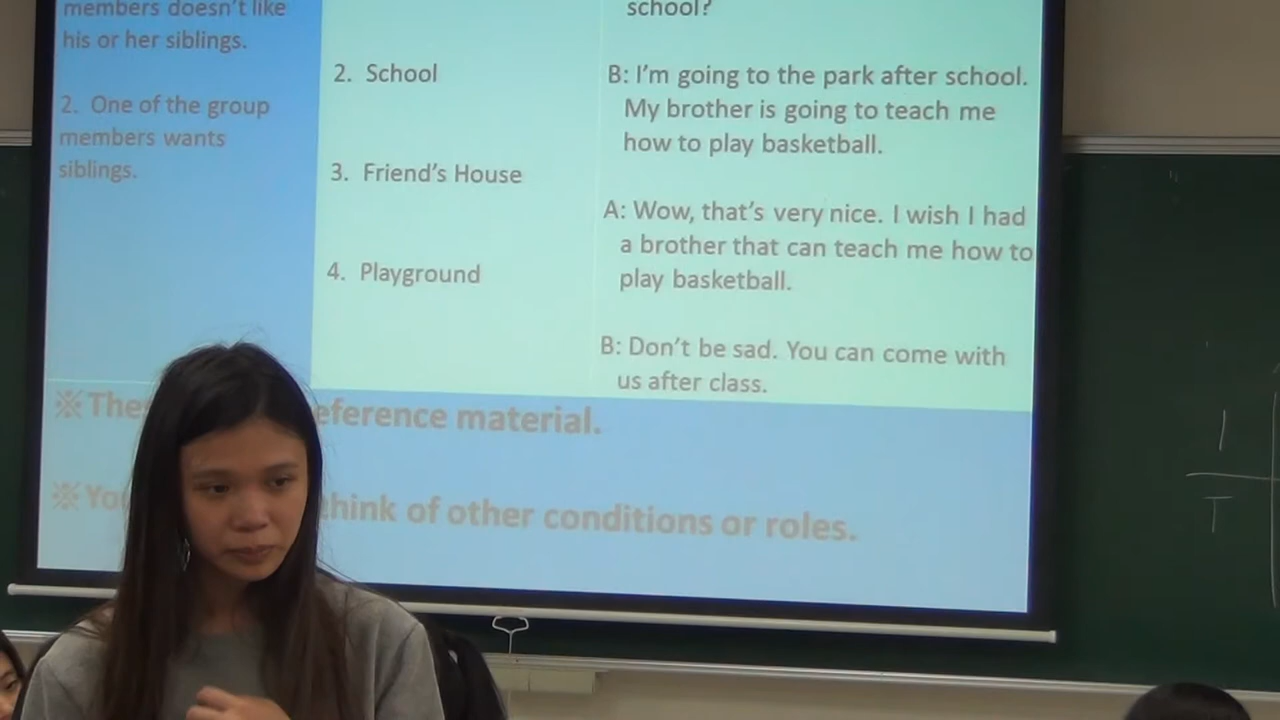 members doesn't like
his or her siblings.
2. One of the group
members wants
siblings.
2. School
3. Friend's House
4. Playground
school?
B: I'm going to the park after school.
My brother is going to teach me
how to play basketball.
A: Wow, that's very nice. I wish I had
a brother that can teach me how to
play basketball.
B: Don't be sad. You can come with
us after class.
※ eference material.
※ think of other conditions or roles.